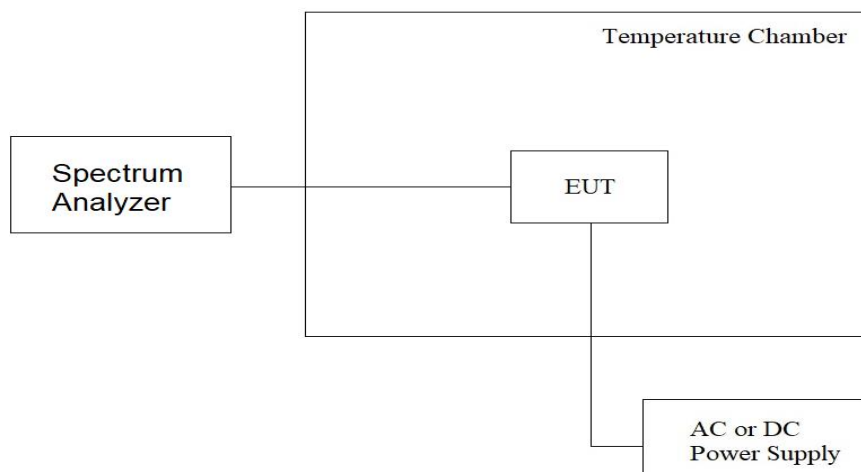 Temperature Chamber
Spectrum
Analyzer
EUT
AC or DC
Power Supply